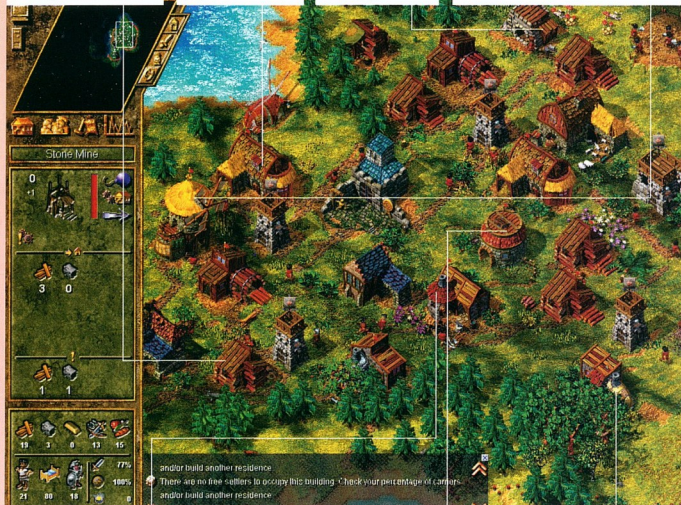 Stone Mine
0
+1
3 0
1 1
19 3 0 13 15
77%
100%
21 80 18 0
and/or build another residence
There are no free settlers to occupy this building. Check your percentage of carriers
and/or build another residence